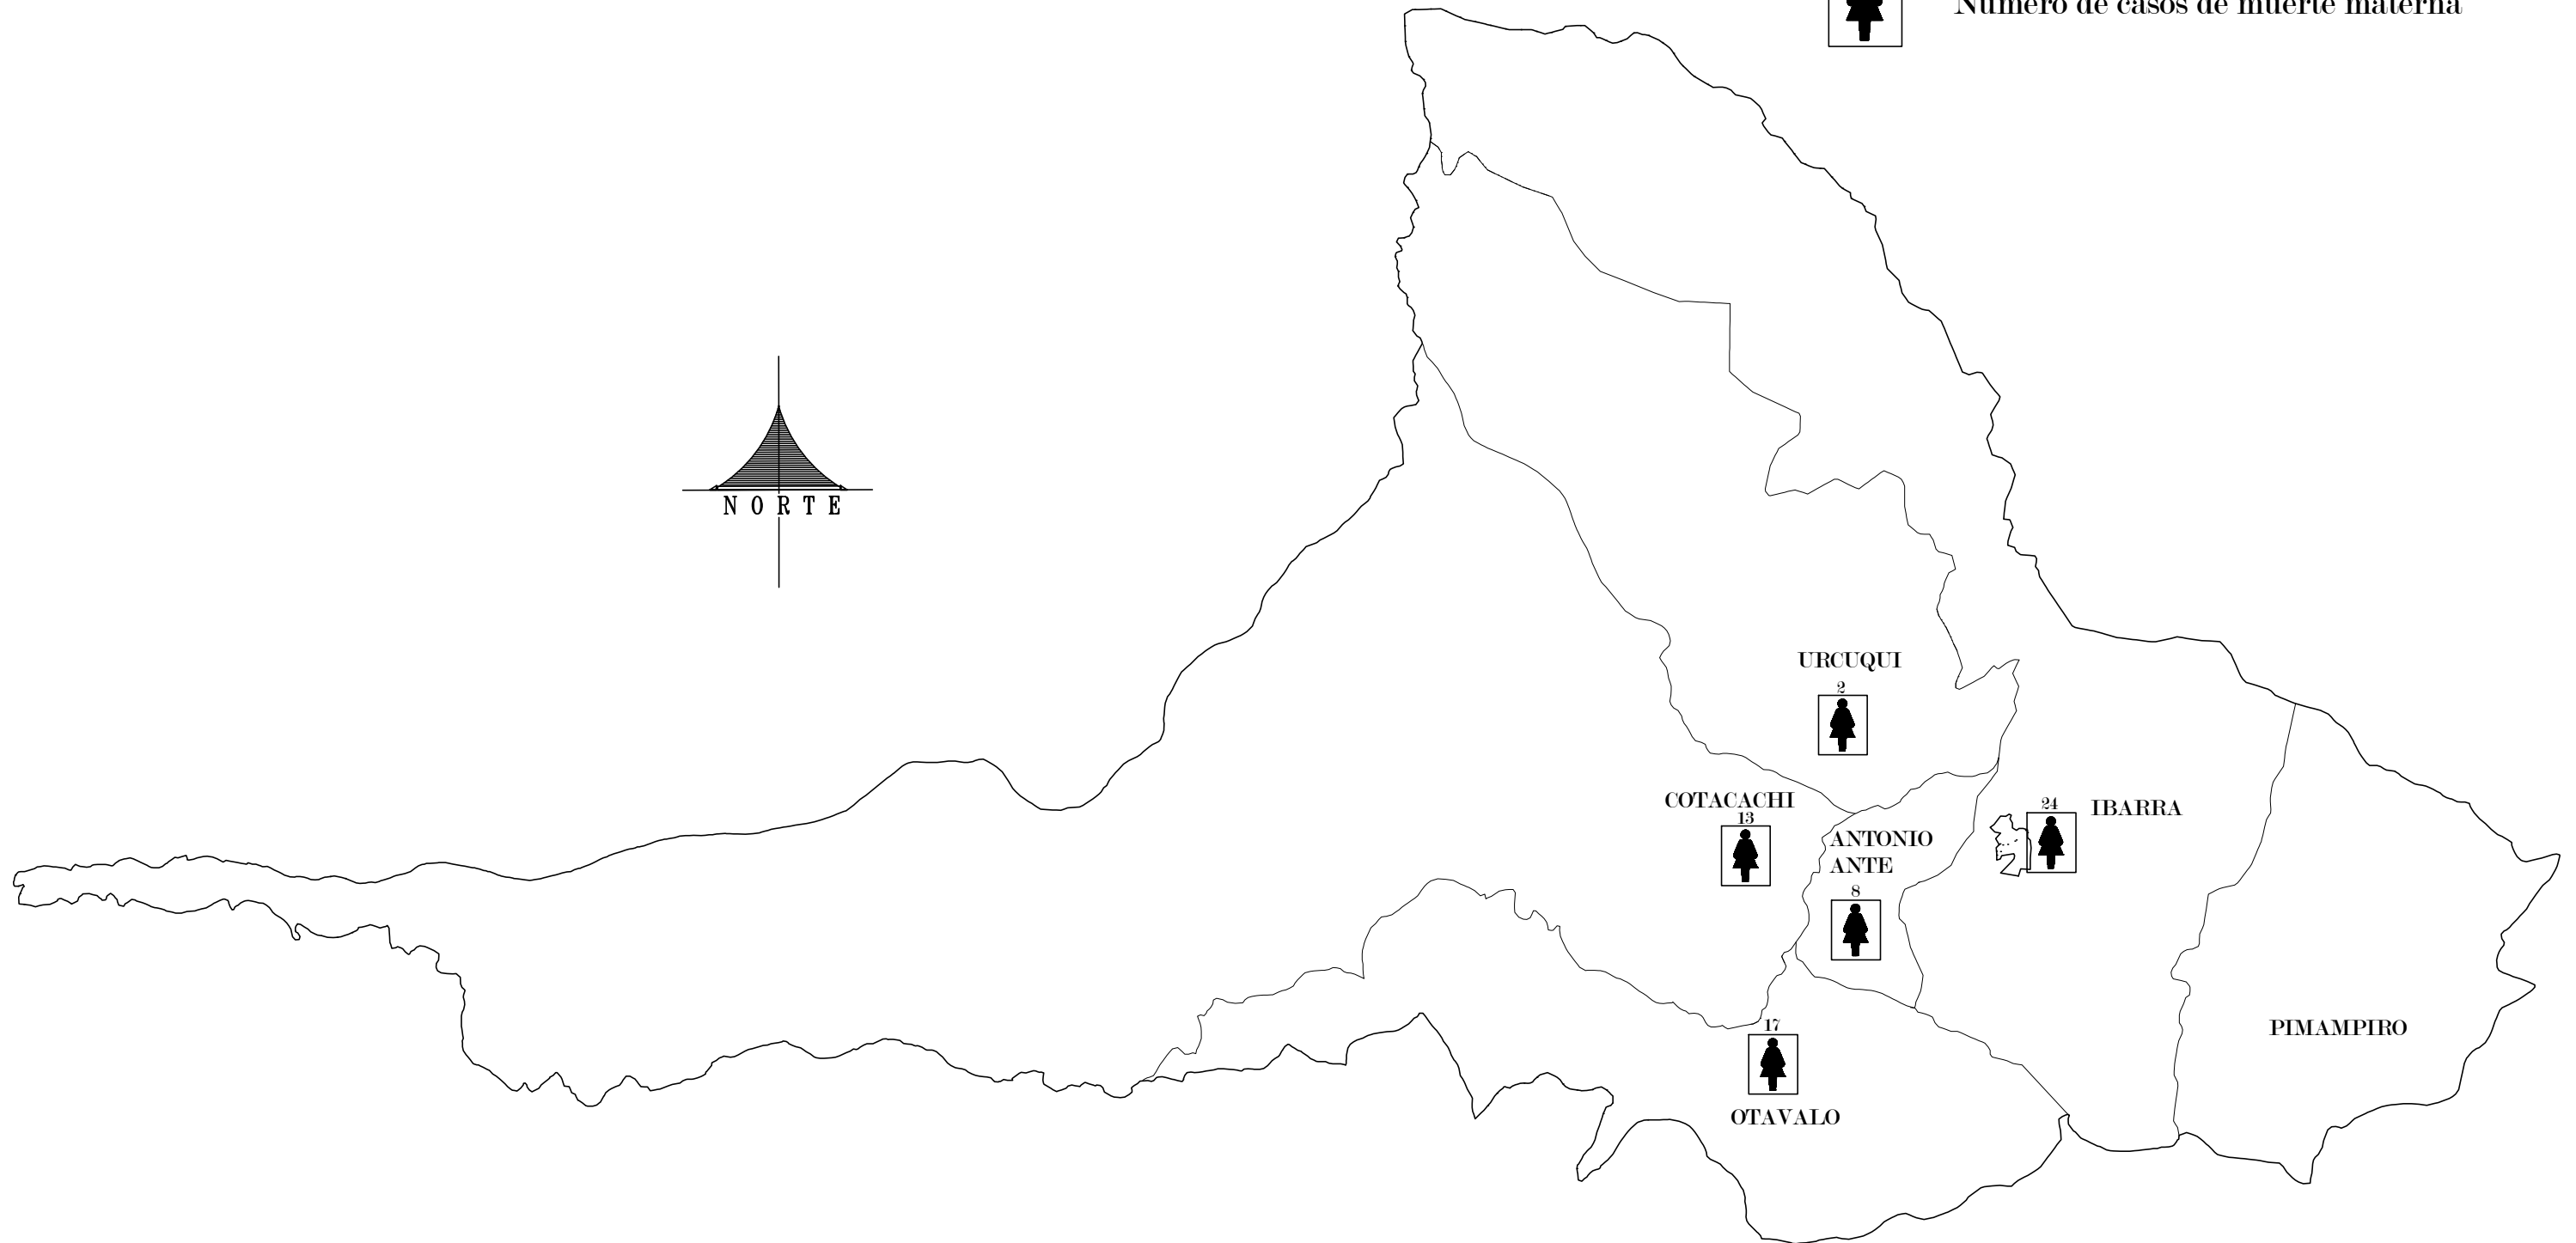 Número de casos de muerte materna
NORTE
URCUQUI
2
COTACACHI
13
ANTONIO
ANTE
8
24
IBARRA
PIMAMPIRO
17
OTAVALO